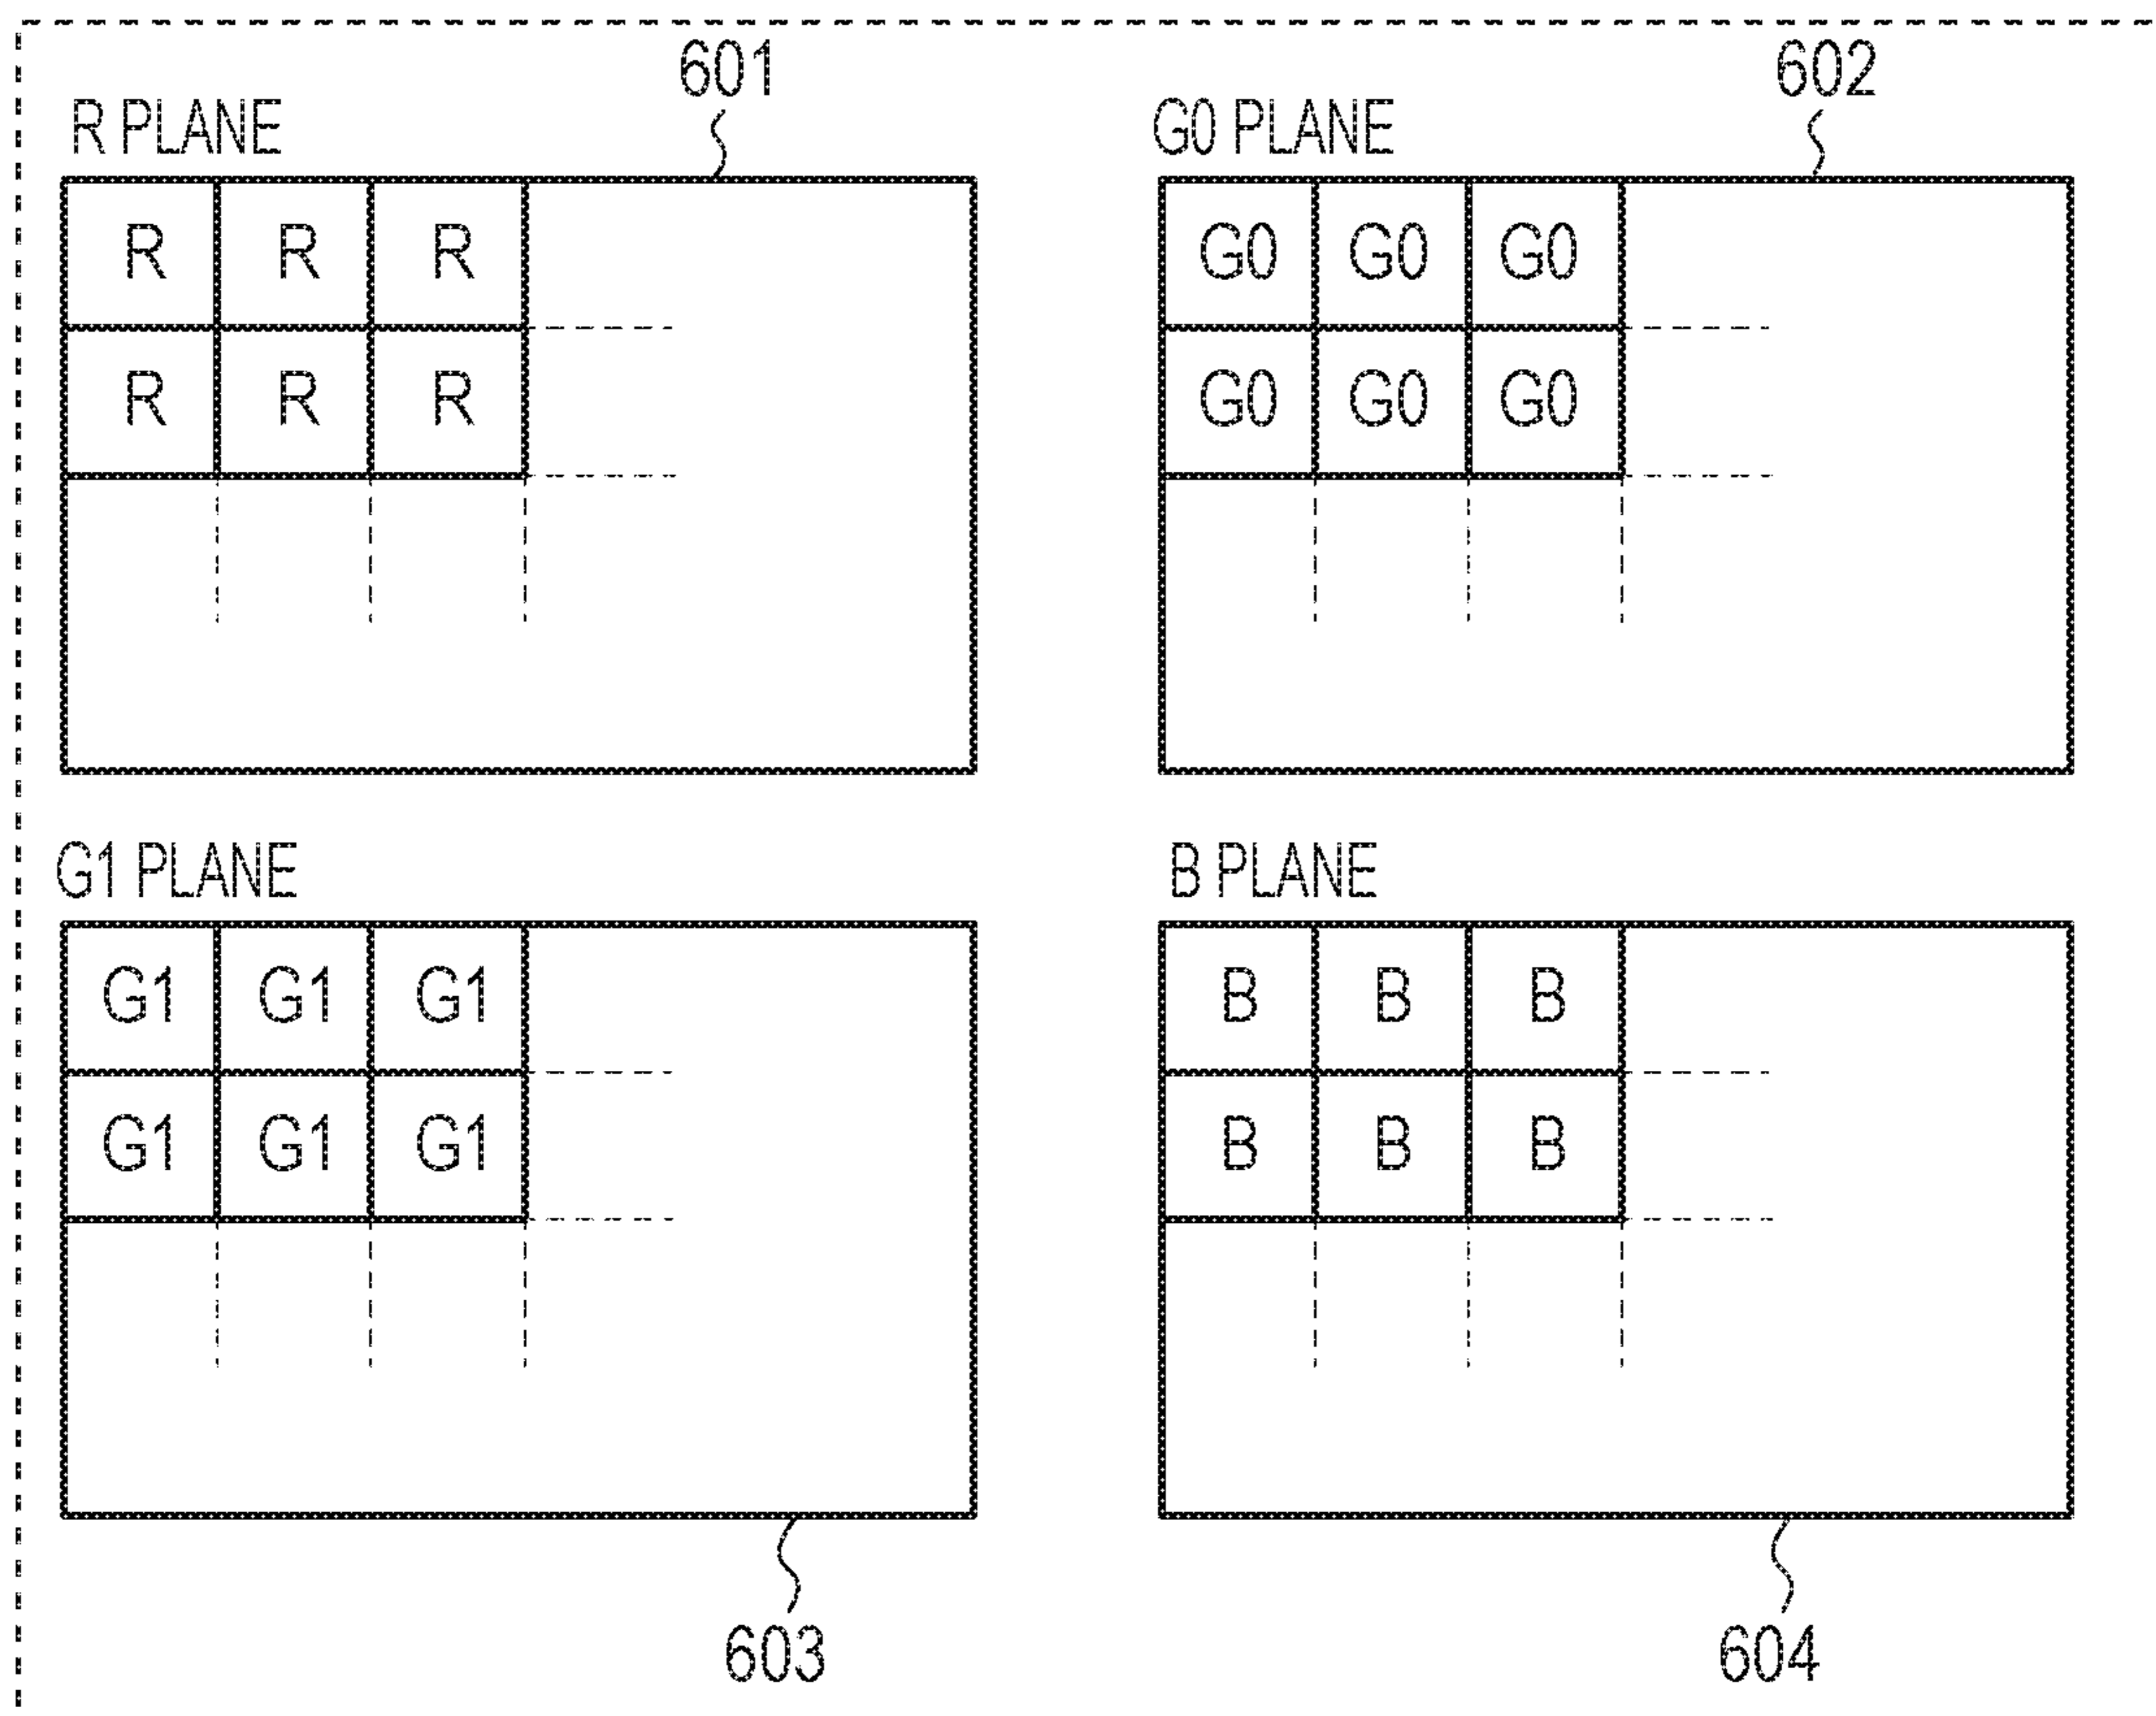 601
602
R PLANE
G0 PLANE
R R R
R R R
G0 G0 G0
G0 G0 G0
G1 PLANE
B PLANE
G1 G1 G1
G1 G1 G1
B B B
B B B
603
604